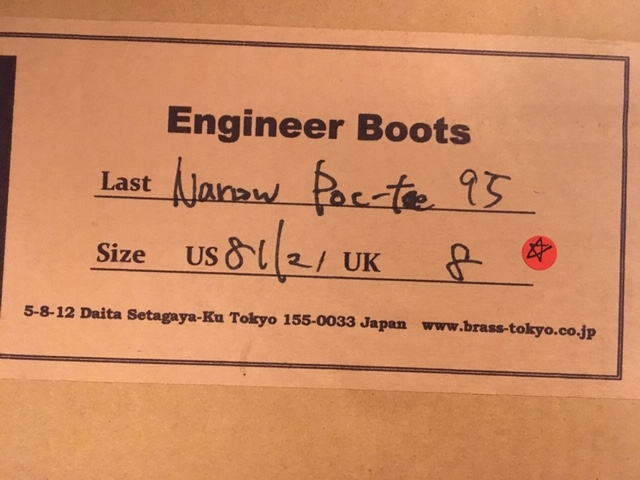 Engineer Boots
Last Narrow Poc-toe 95
Size US 8 1/2 / UK 8
5-8-12 Daita Setagaya-Ku Tokyo 155-0033 Japan www.brass-tokyo.co.jp